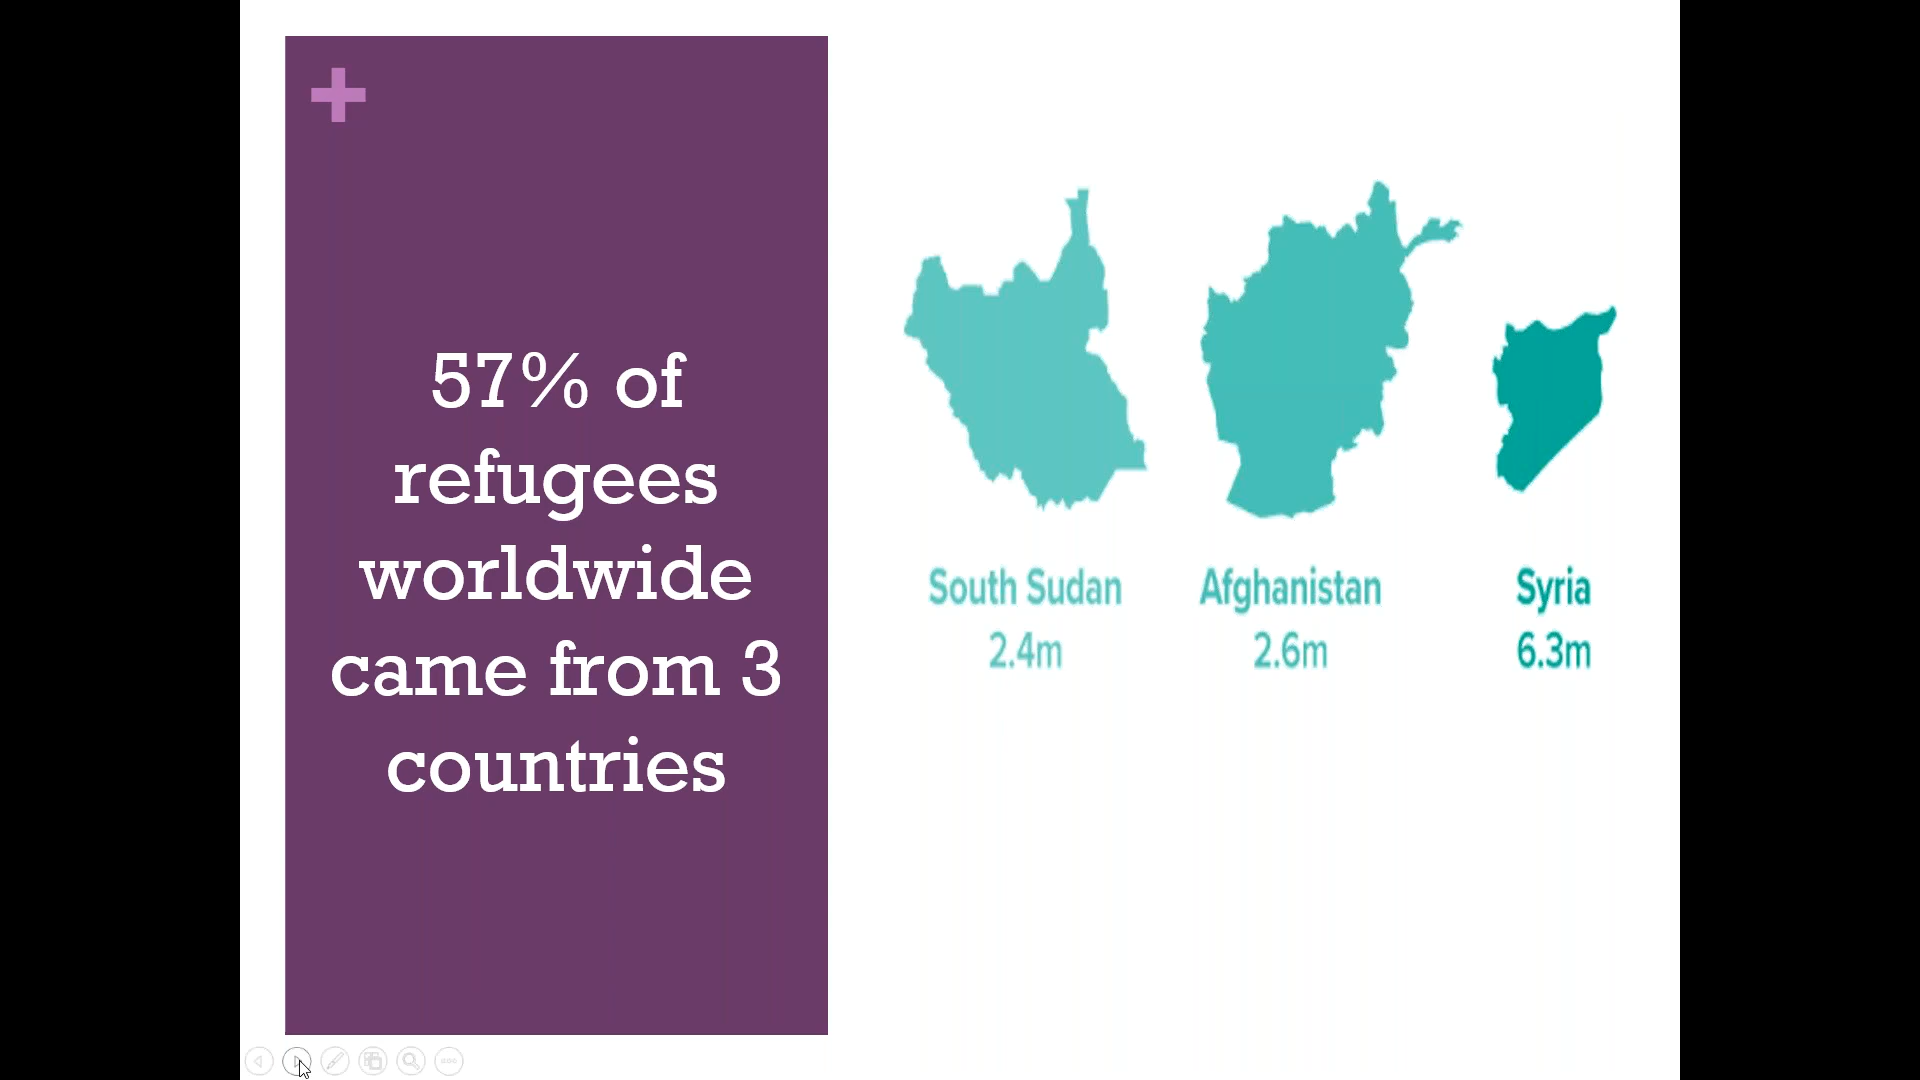 57% of
refugees
worldwide
came from 3
countries
South Sudan
2.4m
Afghanistan
2.6m
Syria
6.3m